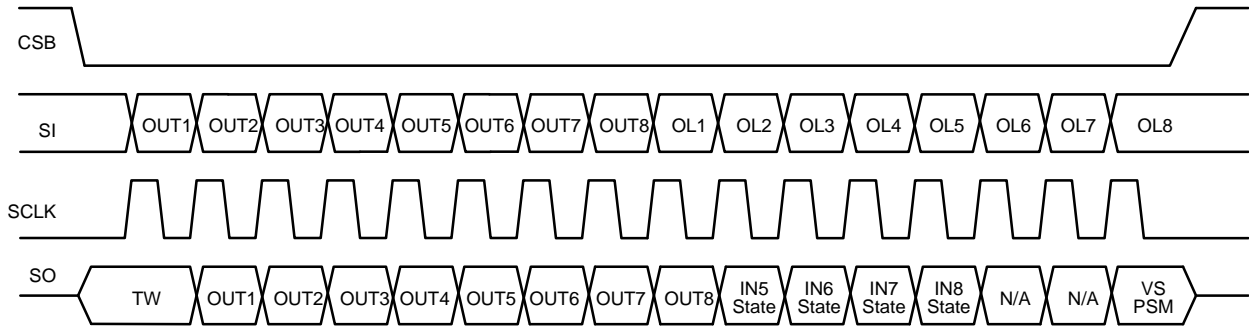 CSB
SI OUT1 OUT2 OUT3 OUT4 OUT5 OUT6 OUT7 OUT8 OL1 OL2 OL3 OL4 OL5 OL6 OL7 OL8
SCLK
SO TW OUT1 OUT2 OUT3 OUT4 OUT5 OUT6 OUT7 OUT8 IN5 State IN6 State IN7 State IN8 State N/A N/A VS PSM